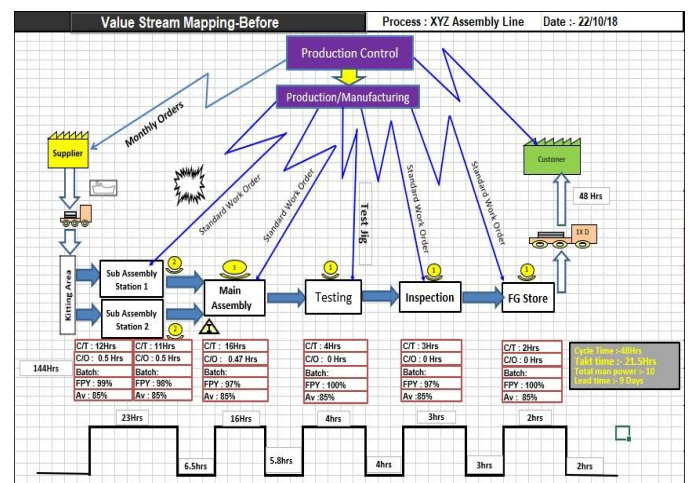 Value Stream Mapping-Before
Process : XYZ Assembly Line
Date :- 22/10/18
Production Control
Production/Manufacturing
Monthly Orders
Supplier
Customer
Standard Work Order
Standard Work Order
Test Jig
Standard Work Order
Standard Work Order
48 Hrs
1X D
Kitting Area
2
Sub Assembly
Station 1
Sub Assembly
Station 2
2
3
Main
Assembly
I
1
Testing
1
Inspection
1
FG Store
144Hrs
C/T : 12Hrs
C/O : 0.5 Hrs
Batch:
FPY : 99%
Av : 85%
C/T : 11Hrs
C/O : 0.5 Hrs
Batch:
FPY : 98%
Av : 85%
C/T : 16Hrs
C/O : 0.47 Hrs
Batch:
FPY : 97%
Av : 85%
C/T : 4Hrs
C/O : 0 Hrs
Batch:
FPY : 100%
Av :85%
C/T : 3Hrs
C/O : 0 Hrs
Batch:
FPY : 97%
Av :85%
C/T : 2Hrs
C/O : 0 Hrs
Batch:
FPY : 100%
Av : 85%
Cycle Time :-48Hrs
Takt time :- 21.5Hrs
Total man power :- 10
Lead time :- 9 Days
23Hrs
16Hrs
4hrs
3hrs
2hrs
6.5hrs
5.8hrs
4hrs
3hrs
2hrs